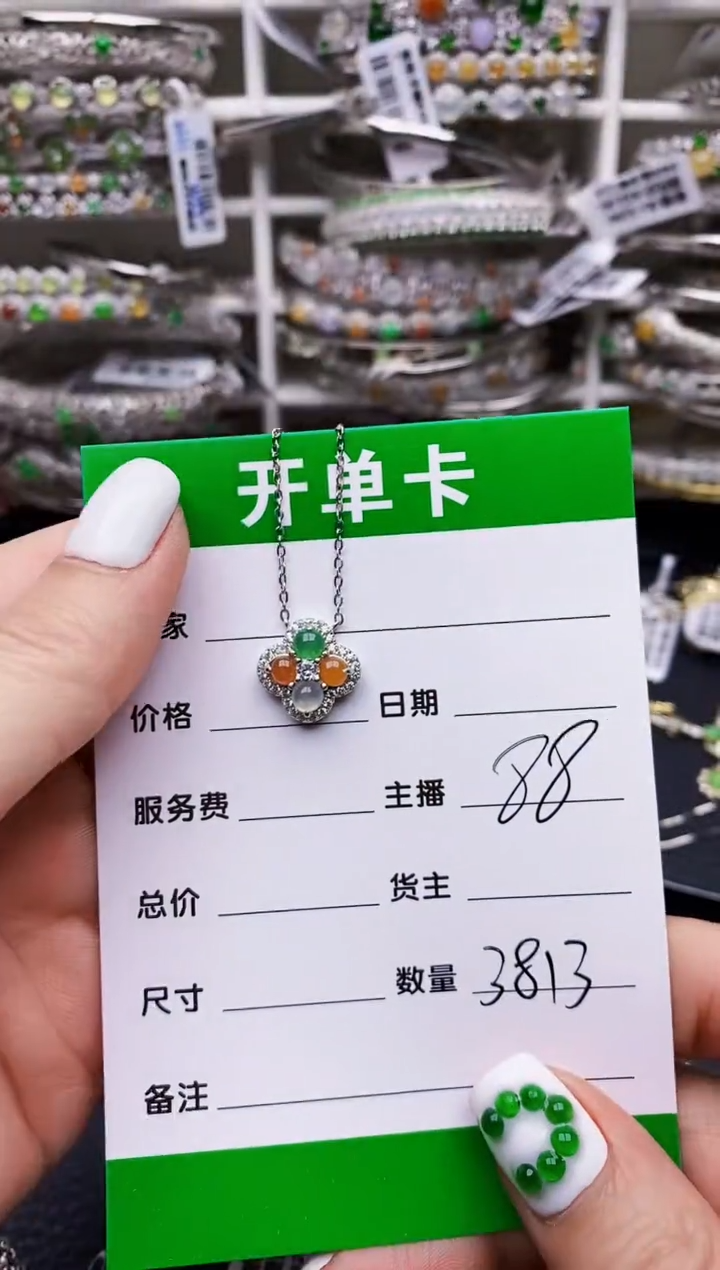 开单卡
家
价格 日期
服务费 主播 88
总价 货主
尺寸 数量 3813
备注